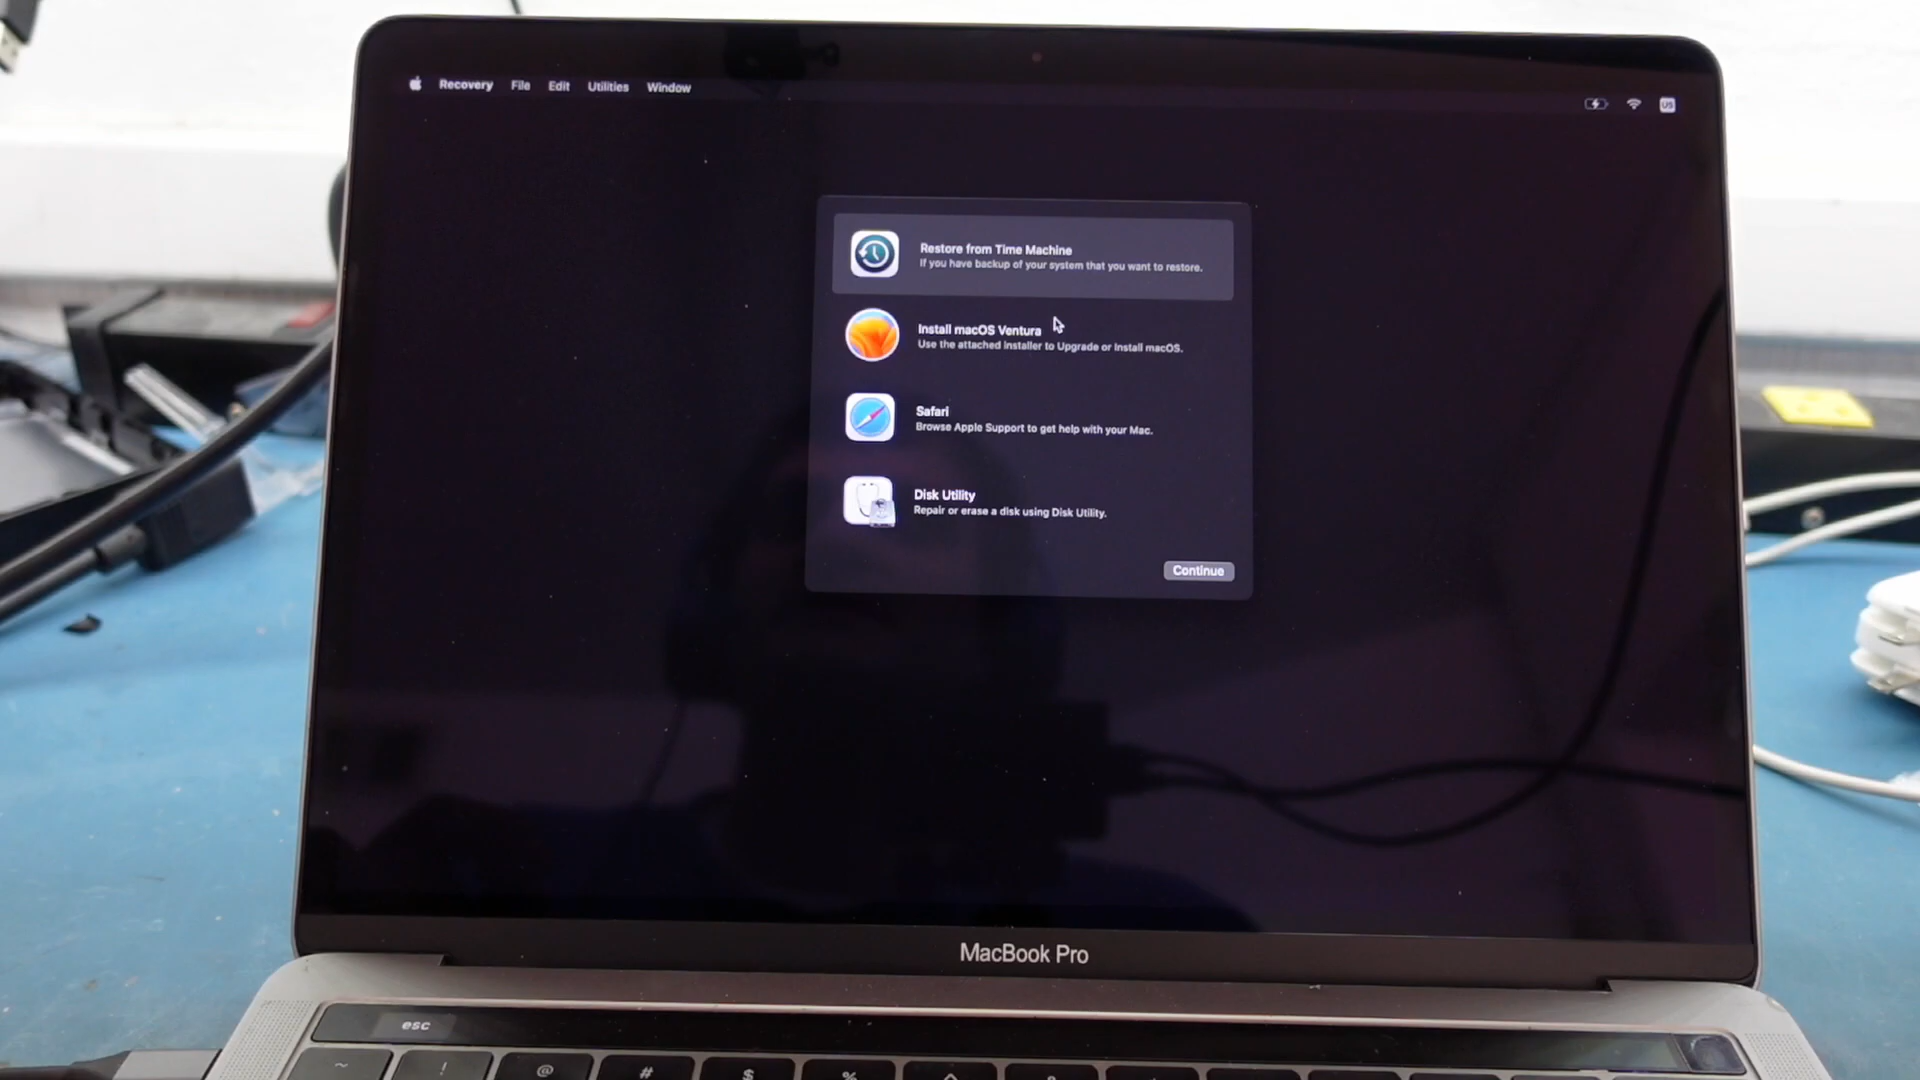 Recovery File Edit Utilities Window
US
Restore from Time Machine
If you have backup of your system that you want to restore.
Install macOS Ventura
Use the attached installer to Upgrade or Install macOS.
Safari
Browse Apple Support to get help with your Mac.
Disk Utility
Repair or erase a disk using Disk Utility.
Continue
MacBook Pro
esc
~ ! @ # $ % ^